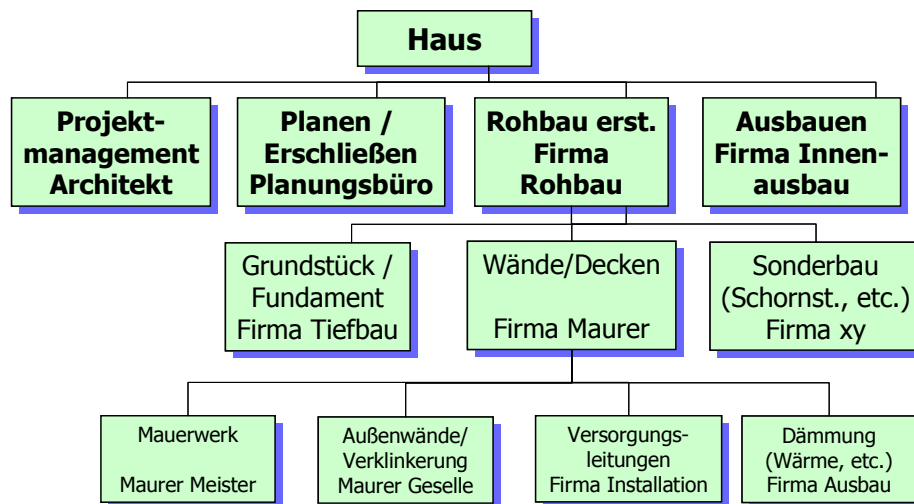 Haus
Projekt-
management
Architekt
Planen /
Erschließen
Planungsbüro
Rohbau erst.
Firma
Rohbau
Ausbauen
Firma Innen-
ausbau
Grundstück /
Fundament
Firma Tiefbau
Wände/Decken
Firma Maurer
Sonderbau
(Schornst., etc.)
Firma xy
Mauerwerk
Maurer Meister
Außenwände/
Verklinkerung
Maurer Geselle
Versorgungs-
leitungen
Firma Installation
Dämmung
(Wärme, etc.)
Firma Ausbau